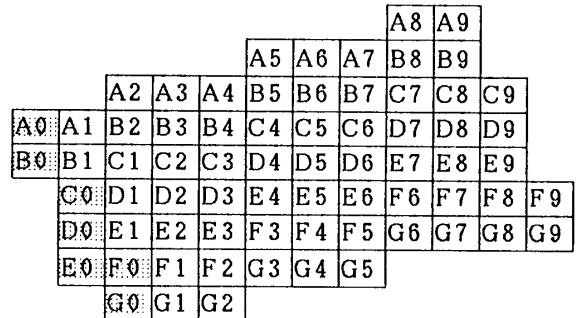 A8 A9
A5 A6 A7 B8 B9
A2 A3 A4 B5 B6 B7 C7 C8 C9
A0 A1 B2 B3 B4 C4 C5 C6 D7 D8 D9
B0 B1 C1 C2 C3 D4 D5 D6 E7 E8 E9
C0 D1 D2 D3 E4 E5 E6 F6 F7 F8 F9
D0 E1 E2 E3 F3 F4 F5 G6 G7 G8 G9
E0 F0 F1 F2 G3 G4 G5
G0 G1 G2